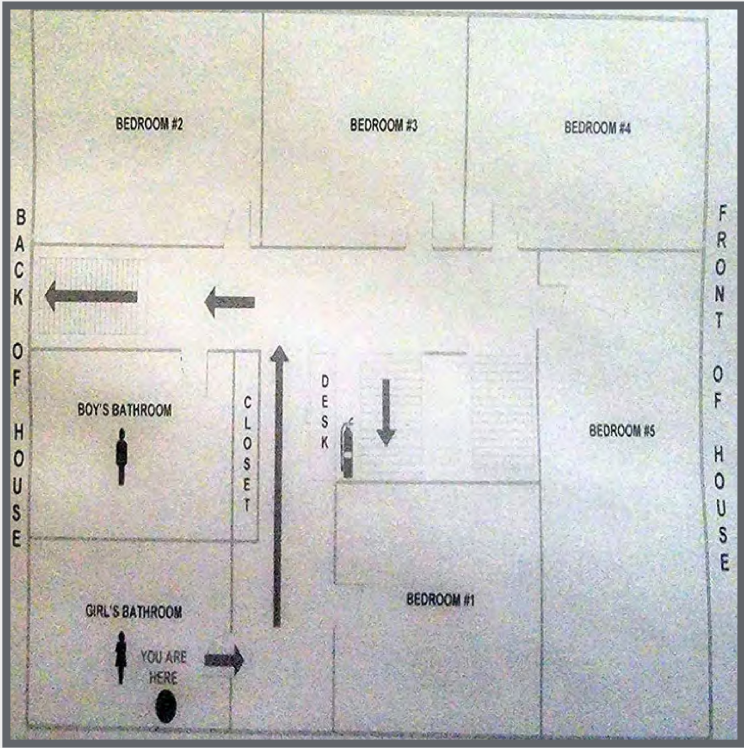 BEDROOM #2
BEDROOM #3
BEDROOM #4
BACK OF HOUSE
FRONT OF HOUSE
BOY'S BATHROOM
CLOSET
DESK
BEDROOM #5
GIRL'S BATHROOM
YOU ARE
HERE
BEDROOM #1